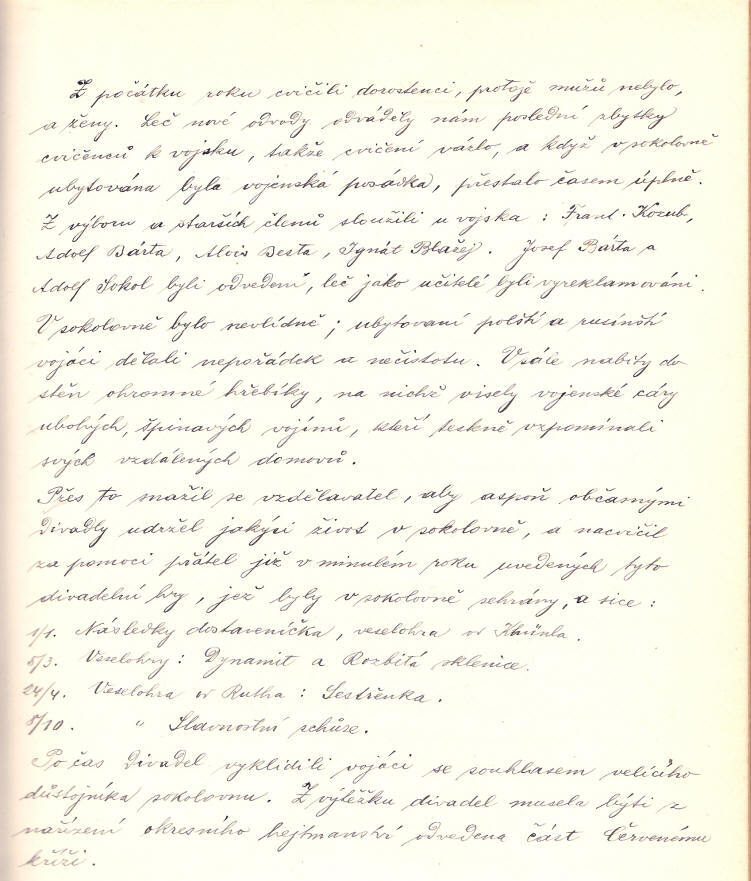 Z počátku roku cvičili dorostenci, protože mužů nebylo,
a ženy. Leč nové odvody odváděly nám poslední zbytky
cvičenců k vojsku, takže cvičení vázlo, a když v sokolovně
ubytována byla vojenská posádka, přestalo časem úplně.
Z výboru a starších členů sloužili u vojska: Frant. Kozub,
Adolf Bárta, Alois Besta, Ignát Blažej. Josef Bárta a
Adolf Sokol byli odvedeni, leč jako učitelé byli vyreklamováni.
V sokolovně bylo nevlídně; ubytovaní polští a rusínští
vojáci dělali nepořádek a nečistotu. V sále nabity do
stěn ohromné hřebíky, na nichž visely vojenské cáry
ubohých, špinavých vojínů, kteří teskně vzpomínali
svých vzdálených domovů.
Přes to snažil se vzdělavatel, aby aspoň občasnými
divadly udržel jakýsi život v sokolovně, a nacvičil
za pomoci přátel již v minulém roku uvedených tyto
divadelní hry, jež byly v sokolovně sehrány, a sice:
1/1. Následky dostaveníčka, veselohra od
8/3. Veselohry: Dynamit a Rozbitá sklenice.
24/4. Veselohra od Rutha: Sestřenka.
8/10. " Slavnostní schůze.
Po čas divadel vyklidili vojáci se souhlasem velícího
důstojníka sokolovnu. Z výtěžku divadel musela býti z
nařízení okresního hejtmanství odvedena část Červenému
kříži.